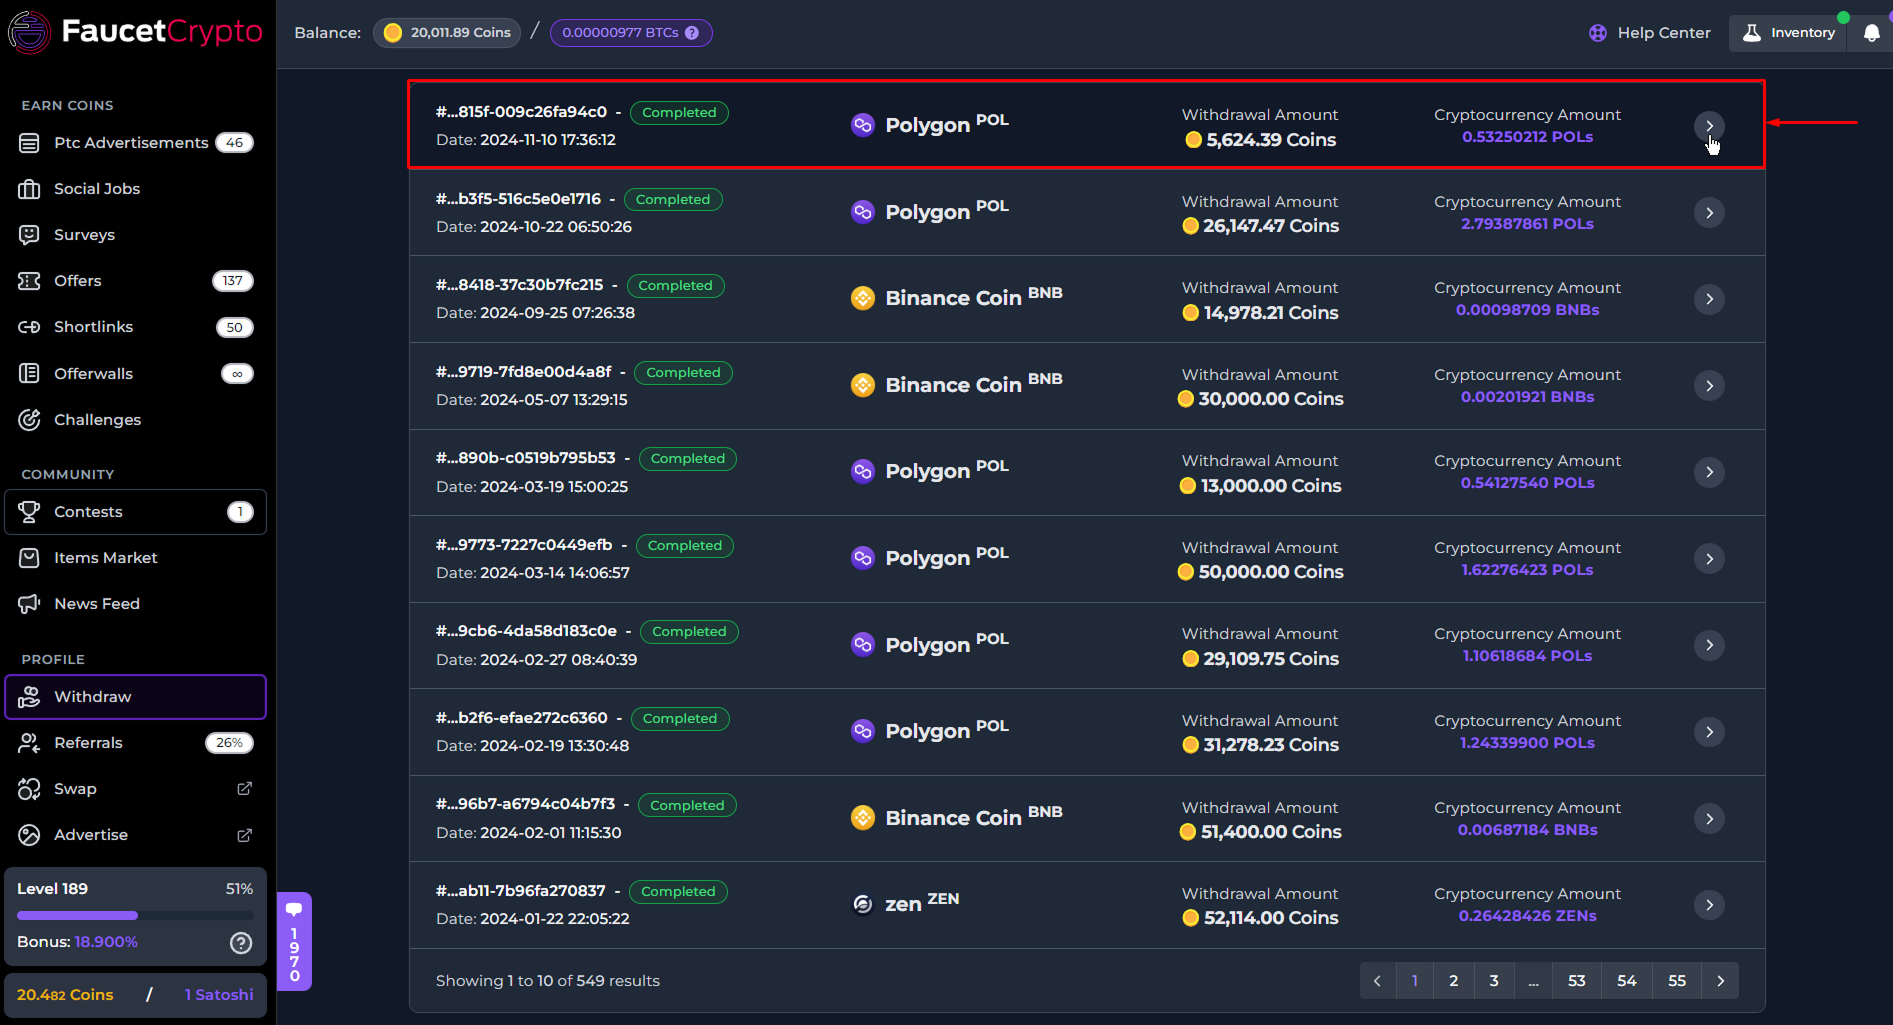 FaucetCrypto
Balance: 20,011.89 Coins / 0.00000977 BTCs ?
Help Center
Inventory
EARN COINS
Ptc Advertisements 46
Social Jobs
Surveys
Offers 137
Shortlinks 50
Offerwalls ∞
Challenges
COMMUNITY
Contests 1
Items Market
News Feed
PROFILE
Withdraw
Referrals 26%
Swap
Advertise
Level 189 51%
Bonus: 18.900% ?
20.482 Coins / 1 Satoshi
1970
#...815f-009c26fa94c0 - Completed
Date: 2024-11-10 17:36:12
Polygon POL
Withdrawal Amount
5,624.39 Coins
Cryptocurrency Amount
0.53250212 POLs
#...b3f5-516c5e0e1716 - Completed
Date: 2024-10-22 06:50:26
Polygon POL
Withdrawal Amount
26,147.47 Coins
Cryptocurrency Amount
2.79387861 POLs
#...8418-37c30b7fc215 - Completed
Date: 2024-09-25 07:26:38
Binance Coin BNB
Withdrawal Amount
14,978.21 Coins
Cryptocurrency Amount
0.00098709 BNBs
#...9719-7fd8e00d4a8f - Completed
Date: 2024-05-07 13:29:15
Binance Coin BNB
Withdrawal Amount
30,000.00 Coins
Cryptocurrency Amount
0.00201921 BNBs
#...890b-c0519b795b53 - Completed
Date: 2024-03-19 15:00:25
Polygon POL
Withdrawal Amount
13,000.00 Coins
Cryptocurrency Amount
0.54127540 POLs
#...9773-7227c0449efb - Completed
Date: 2024-03-14 14:06:57
Polygon POL
Withdrawal Amount
50,000.00 Coins
Cryptocurrency Amount
1.62276423 POLs
#...9cb6-4da58d183c0e - Completed
Date: 2024-02-27 08:40:39
Polygon POL
Withdrawal Amount
29,109.75 Coins
Cryptocurrency Amount
1.10618684 POLs
#...b2f6-efae272c6360 - Completed
Date: 2024-02-19 13:30:48
Polygon POL
Withdrawal Amount
31,278.23 Coins
Cryptocurrency Amount
1.24339900 POLs
#...96b7-a6794c04b7f3 - Completed
Date: 2024-02-01 11:15:30
Binance Coin BNB
Withdrawal Amount
51,400.00 Coins
Cryptocurrency Amount
0.00687184 BNBs
#...ab11-7b96fa270837 - Completed
Date: 2024-01-22 22:05:22
zen ZEN
Withdrawal Amount
52,114.00 Coins
Cryptocurrency Amount
0.26428426 ZENs
Showing 1 to 10 of 549 results
1 2 3 ... 53 54 55